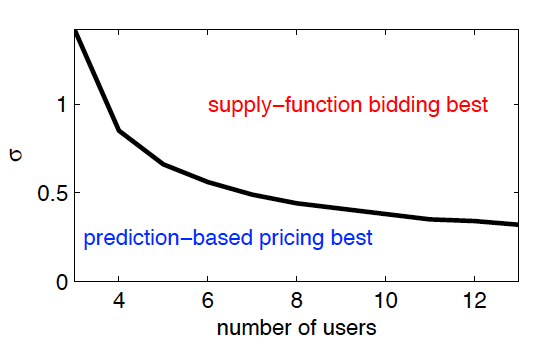 1
supply−function bidding best
σ
0.5
prediction−based pricing best
0
4 6 8 10 12
number of users